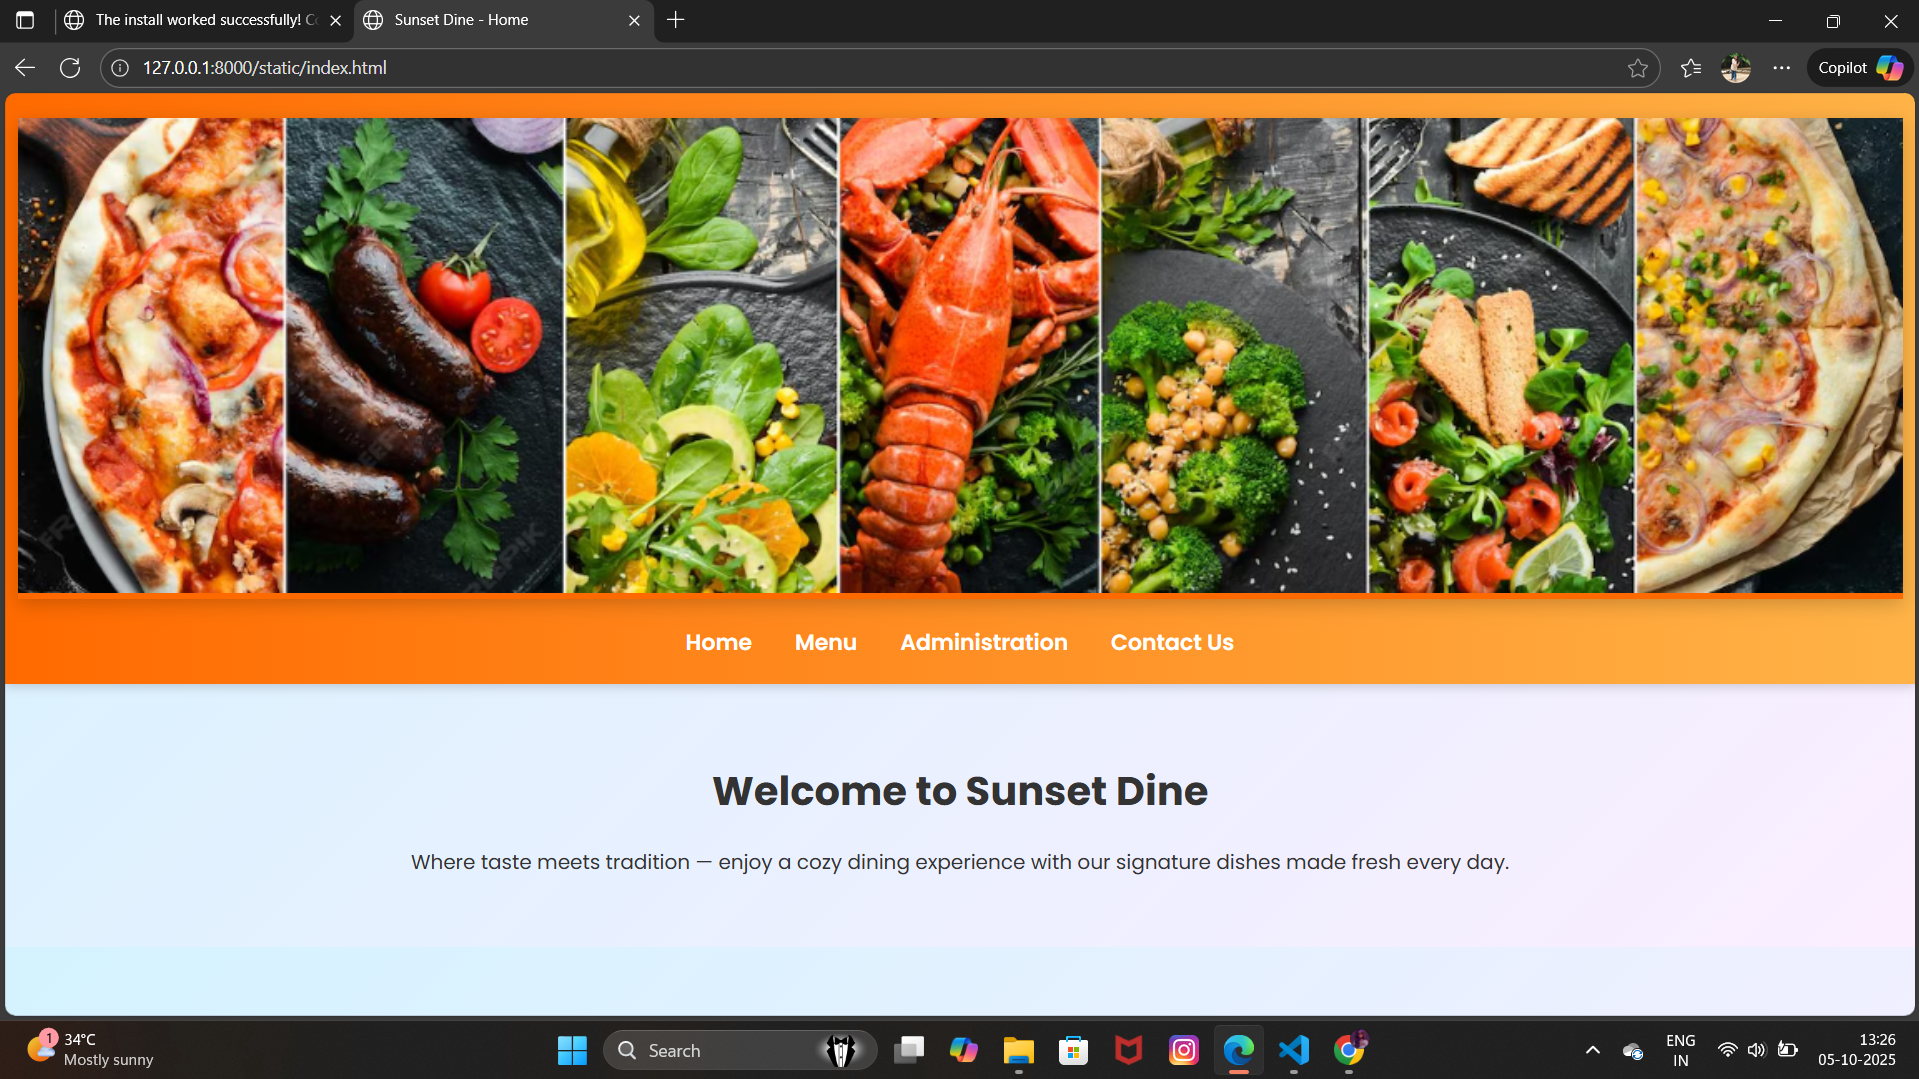 The install worked successfully! Co
Sunset Dine - Home
127.0.0.1:8000/static/index.html
Copilot
Home
Menu
Administration
Contact Us
Welcome to Sunset Dine
Where taste meets tradition — enjoy a cozy dining experience with our signature dishes made fresh every day.
1
34°C
Mostly sunny
Search
ENG
IN
13:26
05-10-2025